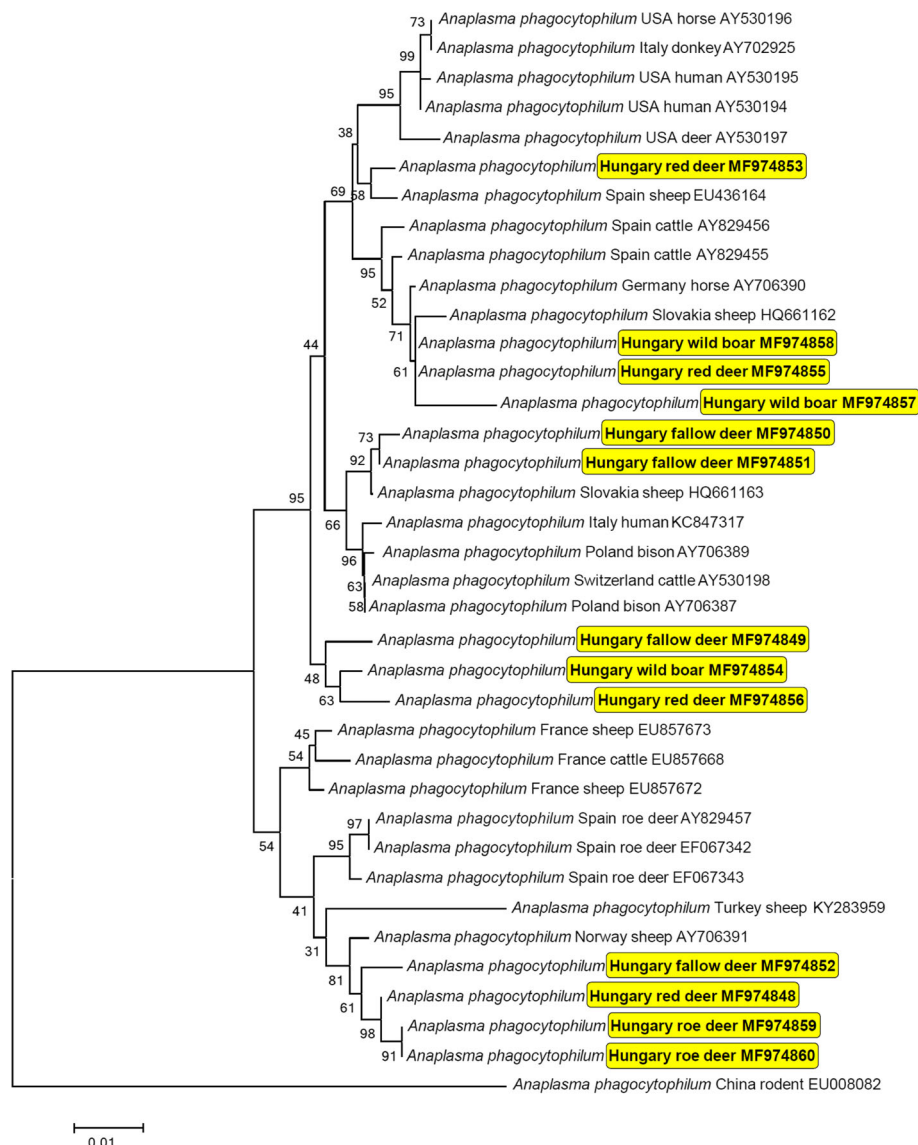 73
Anaplasma phagocytophilum USA horse AY530196
Anaplasma phagocytophilum Italy donkey AY702925
99
Anaplasma phagocytophilum USA human AY530195
95
Anaplasma phagocytophilum USA human AY530194
38
Anaplasma phagocytophilum USA deer AY530197
Anaplasma phagocytophilum Hungary red deer MF974853
69
58
Anaplasma phagocytophilum Spain sheep EU436164
Anaplasma phagocytophilum Spain cattle AY829456
Anaplasma phagocytophilum Spain cattle AY829455
95
Anaplasma phagocytophilum Germany horse AY706390
52
Anaplasma phagocytophilum Slovakia sheep HQ661162
71
44
Anaplasma phagocytophilum Hungary wild boar MF974858
Anaplasma phagocytophilum Hungary red deer MF974855
61
Anaplasma phagocytophilum Hungary wild boar MF974857
73
Anaplasma phagocytophilum Hungary fallow deer MF974850
92
Anaplasma phagocytophilum Hungary fallow deer MF974851
95
Anaplasma phagocytophilum Slovakia sheep HQ661163
66
Anaplasma phagocytophilum Italy human KC847317
Anaplasma phagocytophilum Poland bison AY706389
96
63
Anaplasma phagocytophilum Switzerland cattle AY530198
58
Anaplasma phagocytophilum Poland bison AY706387
Anaplasma phagocytophilum Hungary fallow deer MF974849
48
Anaplasma phagocytophilum Hungary wild boar MF974854
63
Anaplasma phagocytophilum Hungary red deer MF974856
45
Anaplasma phagocytophilum France sheep EU857673
54
Anaplasma phagocytophilum France cattle EU857668
Anaplasma phagocytophilum France sheep EU857672
97
Anaplasma phagocytophilum Spain roe deer AY829457
54
95
Anaplasma phagocytophilum Spain roe deer EF067342
Anaplasma phagocytophilum Spain roe deer EF067343
41
Anaplasma phagocytophilum Turkey sheep KY283959
31
Anaplasma phagocytophilum Norway sheep AY706391
81
Anaplasma phagocytophilum Hungary fallow deer MF974852
61
Anaplasma phagocytophilum Hungary red deer MF974848
98
Anaplasma phagocytophilum Hungary roe deer MF974859
91
Anaplasma phagocytophilum Hungary roe deer MF974860
Anaplasma phagocytophilum China rodent EU008082
0.01